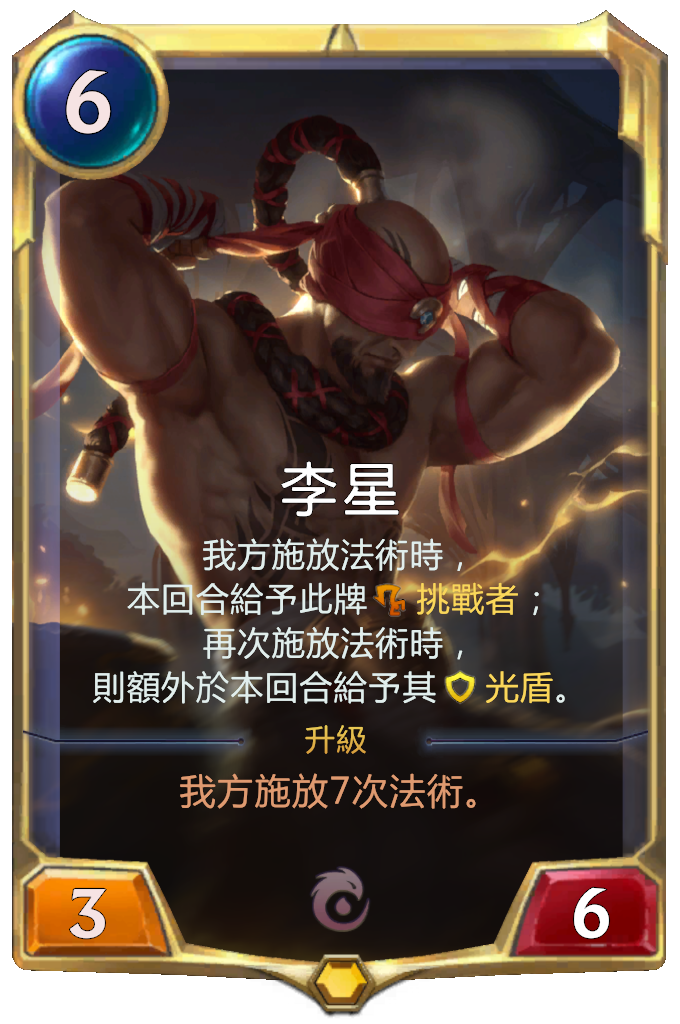 6
李星
我方施放法術時，
本回合給予此牌 挑戰者；
再次施放法術時，
則額外於本回合給予其 光盾。
升級
我方施放7次法術。
3
6